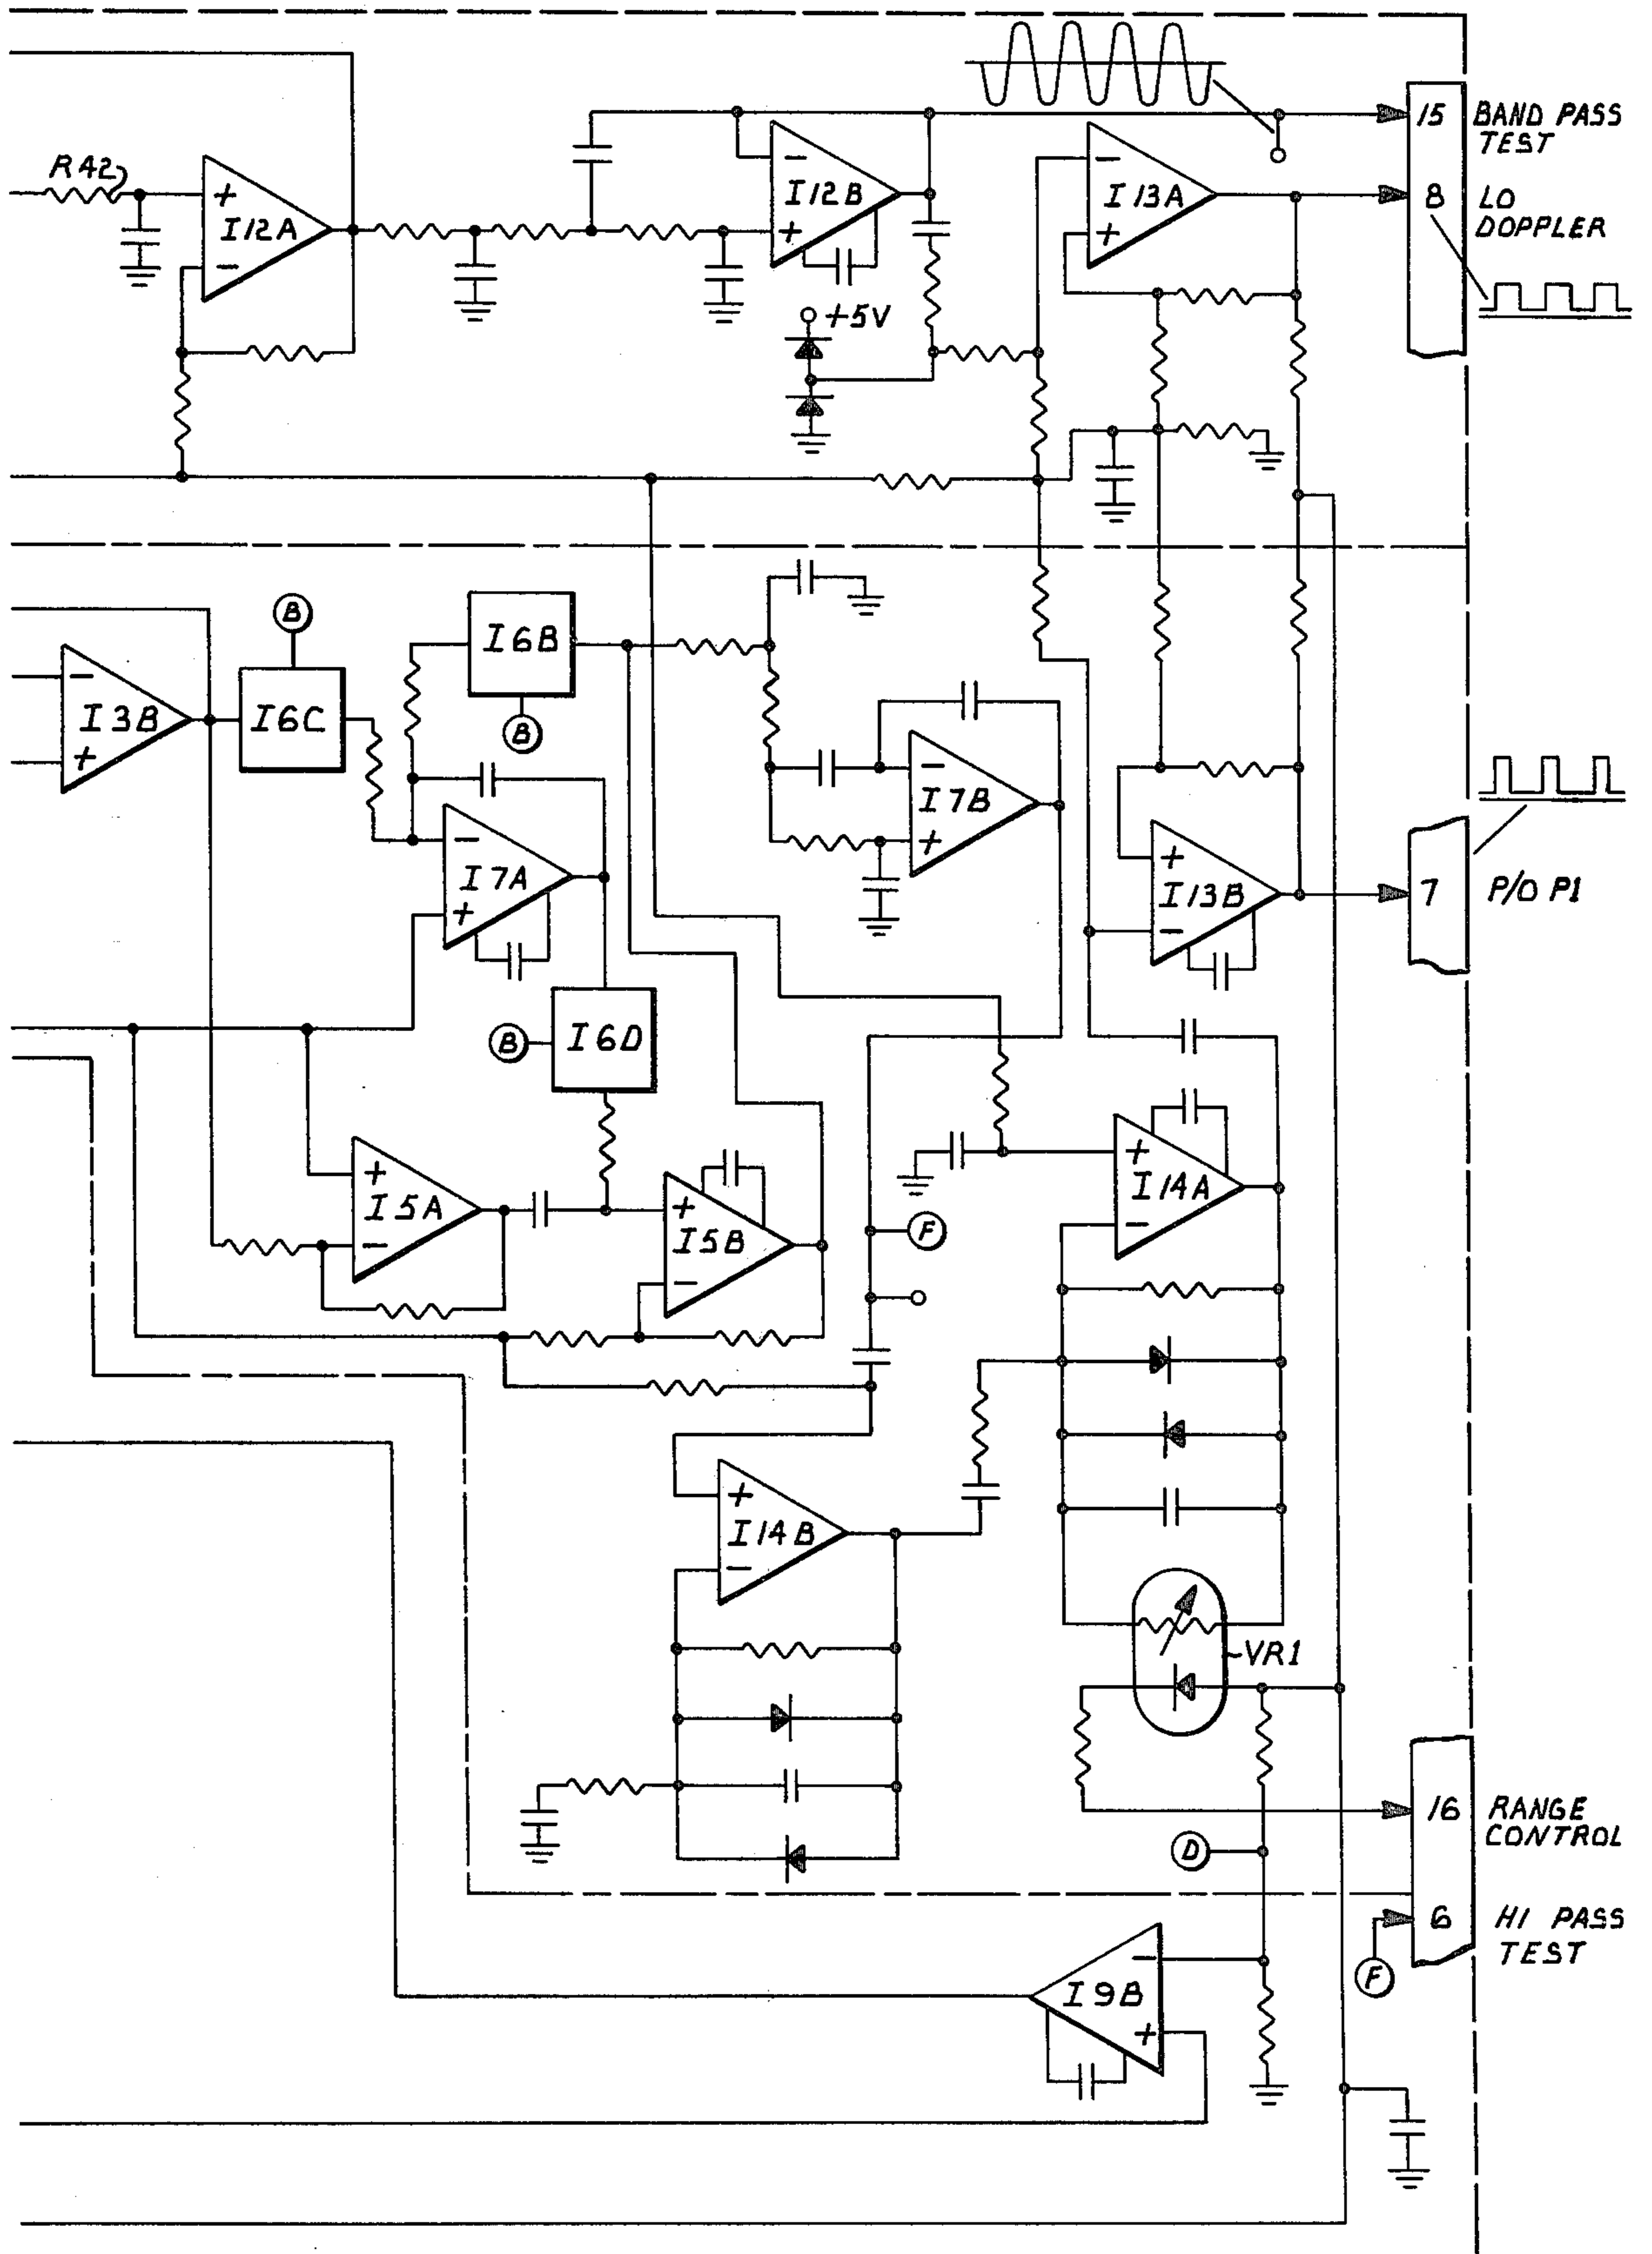 R42
+
I12A
−
−
I12B
+
−
I13A
+
15 BAND PASS
TEST
8 LO
DOPPLER
+5V
B
−
I3B
+
I6C
I6B
B
−
I7A
+
−
I7B
+
+
I13B
−
7 P/O P1
B
I6D
+
I5A
−
+
I5B
−
F
+
I14A
−
+
I14B
−
VR1
16 RANGE
CONTROL
D
6 HI PASS
TEST
F
−
I9B
+